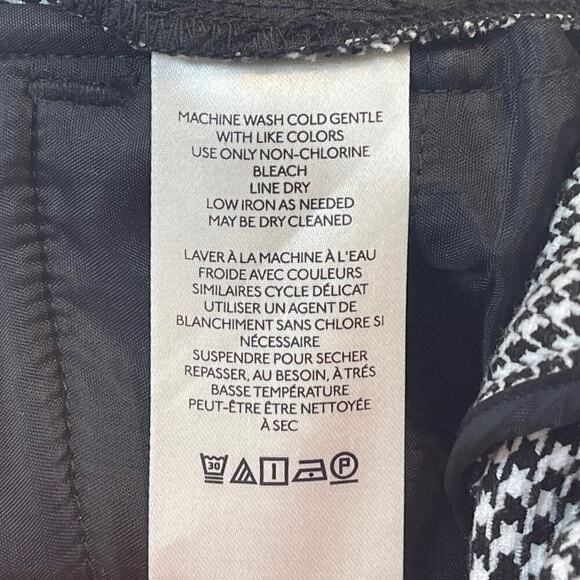 MACHINE WASH COLD GENTLE
WITH LIKE COLORS
USE ONLY NON-CHLORINE
BLEACH
LINE DRY
LOW IRON AS NEEDED
MAY BE DRY CLEANED
LAVER À LA MACHINE À L'EAU
FROIDE AVEC COULEURS
SIMILAIRES CYCLE DÉLICAT
UTILISER UN AGENT DE
BLANCHIMENT SANS CHLORE SI
NÉCESSAIRE
SUSPENDRE POUR SECHER
REPASSER, AU BESOIN, À TRÉS
BASSE TEMPÉRATURE
PEUT-ÊTRE ÊTRE NETTOYÉE
À SEC
30 P